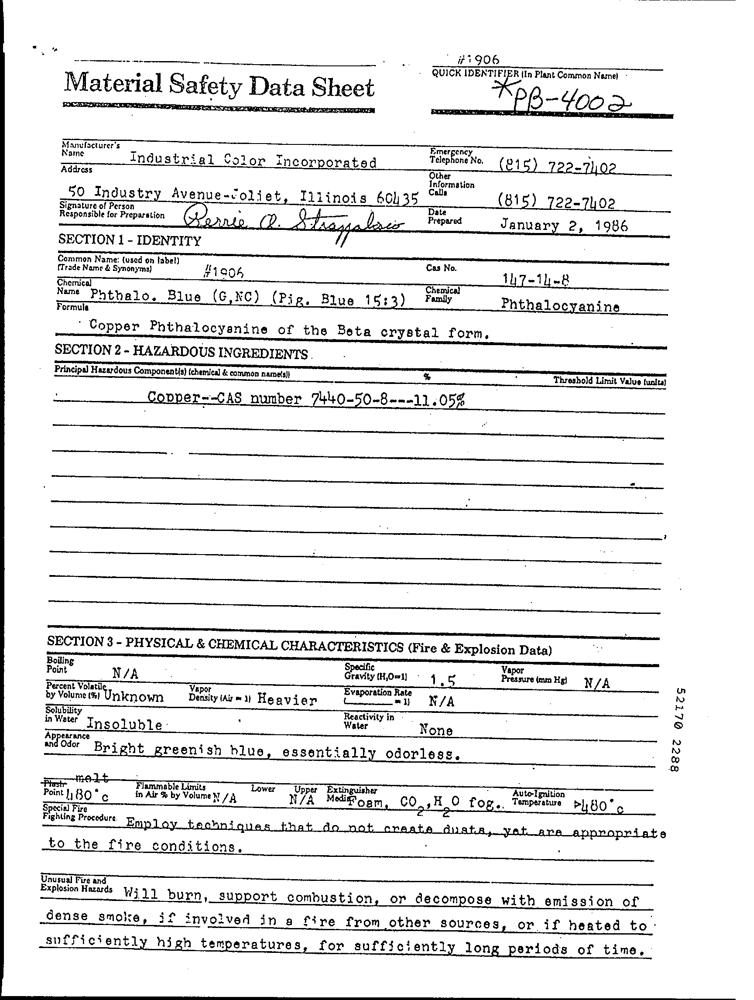 #1906
QUICK IDENTIFIER (In Plant Common Name)
Material Safety Data Sheet
*PB-4002
Manufacturer's Name Industrial Color Incorporated
Emergency Telephone No. (815) 722-7402
Address 50 Industry Avenue-Joliet, Illinois 60435
Other Information Calls (815) 722-7402
Signature of Person Responsible for Preparation
Date Prepared January 2, 1986
SECTION 1 - IDENTITY
Common Name: (used on label) (Trade Name & Synonyms) #1906
Cas No. 147-14-8
Chemical Name Phthalo. Blue (G,NC) (Pig. Blue 15:3)
Chemical Family Phthalocyanine
Formula Copper Phthalocyanine of the Beta crystal form.
SECTION 2 - HAZARDOUS INGREDIENTS
Principal Hazardous Component(s) (chemical & common name(s)) % Threshold Limit Value (units)
Copper--CAS number 7440-50-8---11.05%
SECTION 3 - PHYSICAL & CHEMICAL CHARACTERISTICS (Fire & Explosion Data)
Boiling Point N/A
Specific Gravity (H₂O=1) 1.5
Vapor Pressure (mm Hg) N/A
Percent Volatile by Volume (%) Unknown
Vapor Density (Air = 1) Heavier
Evaporation Rate (______ = 1) N/A
Solubility in Water Insoluble
Reactivity in Water None
Appearance and Odor Bright greenish blue, essentially odorless.
Flash melt Point 480°c
Flammable Limits in Air % by Volume N/A Lower Upper N/A
Extinguisher Media Foam, CO₂, H₂O fog.
Auto-Ignition Temperature >480°c
Special Fire Fighting Procedure Employ techniques that do not create dusts, yet are appropriate
to the fire conditions.
Unusual Fire and Explosion Hazards Will burn, support combustion, or decompose with emission of
dense smoke, if involved in a fire from other sources, or if heated to
sufficiently high temperatures, for sufficiently long periods of time.
52170 2288